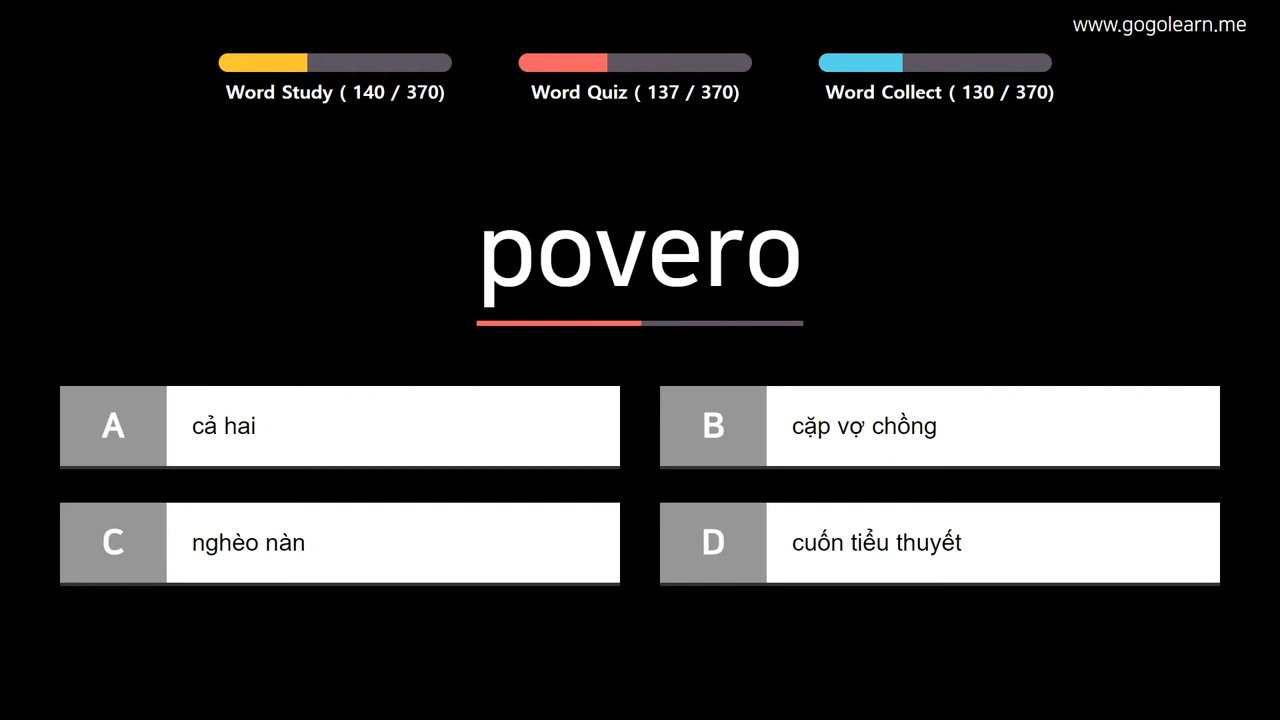 www.gogolearn.me
Word Study ( 140 / 370)
Word Quiz ( 137 / 370)
Word Collect ( 130 / 370)
povero
A
cả hai
B
cặp vợ chồng
C
nghèo nàn
D
cuốn tiểu thuyết